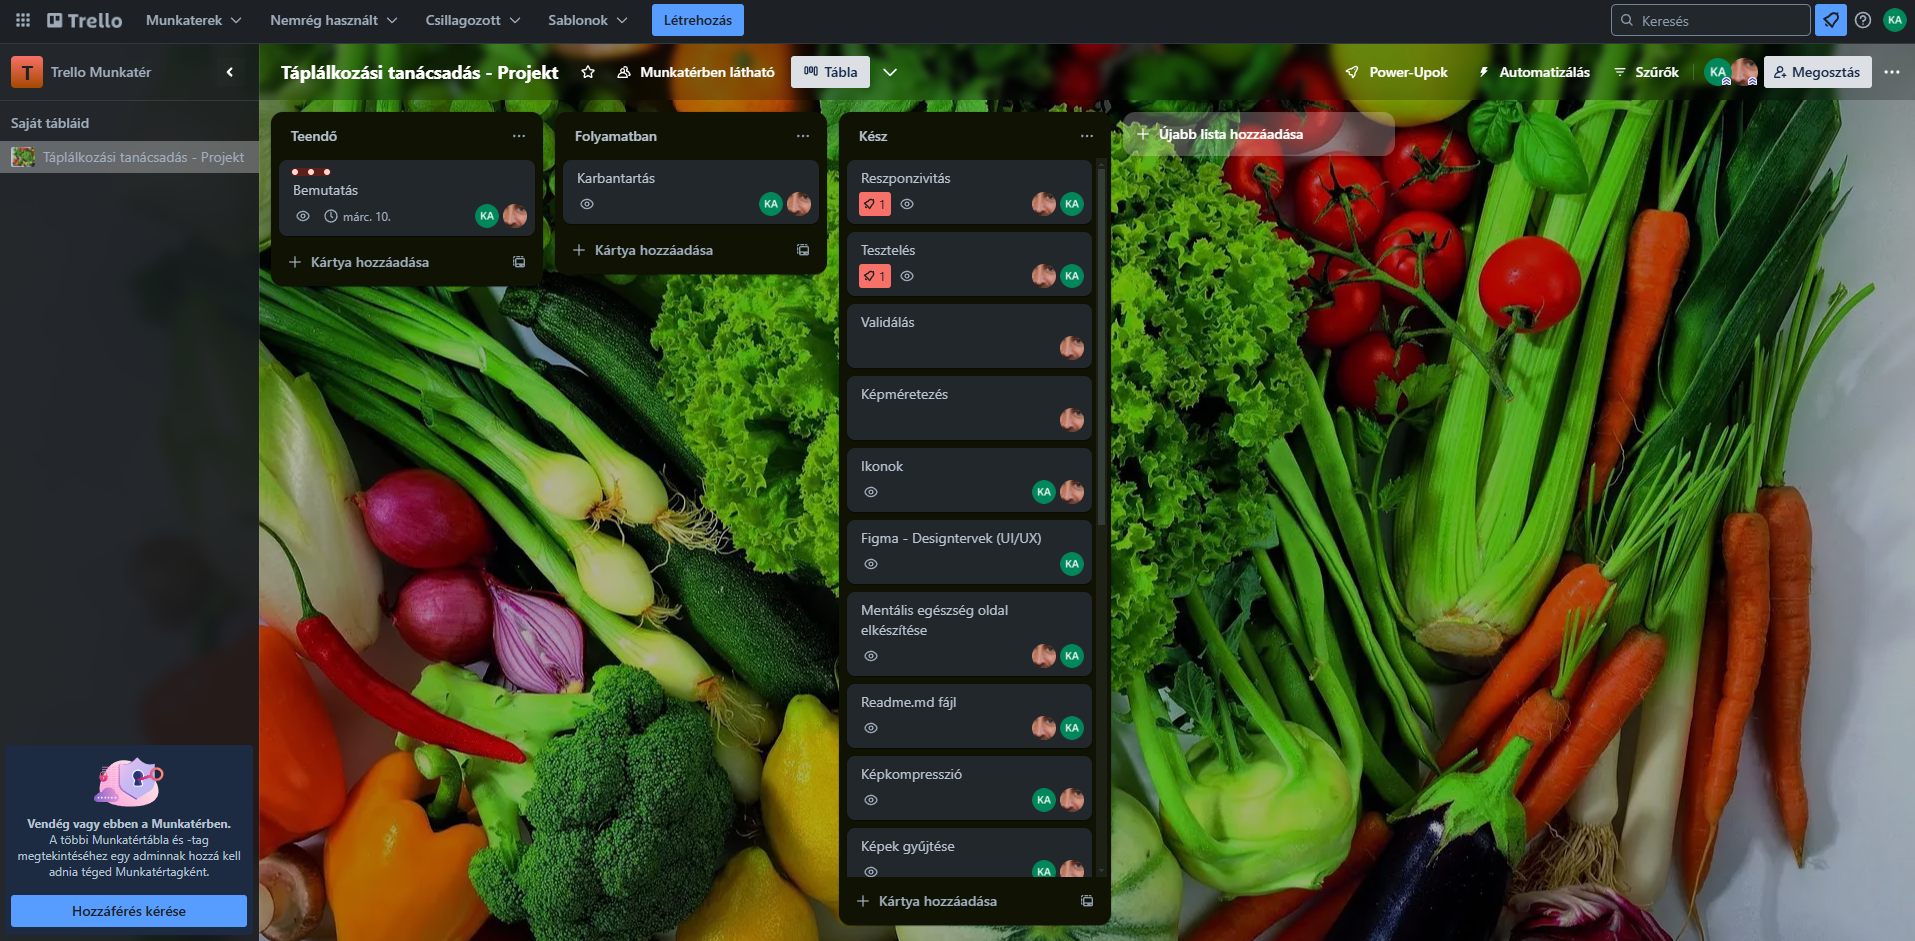 Trello
Munkaterek
Nemrég használt
Csillagozott
Sablonok
Létrehozás
Keresés
KA
T
Trello Munkatér
Táplálkozási tanácsadás - Projekt
Munkatérben látható
Tábla
Power-Upok
Automatizálás
Szűrők
KA
Megosztás
Saját tábláid
Táplálkozási tanácsadás - Projekt
Teendő
Bemutatás
márc. 10.
KA
Kártya hozzáadása
Folyamatban
Karbantartás
KA
Kártya hozzáadása
Kész
Reszponzivitás
1
KA
Tesztelés
1
KA
Validálás
Képméretezés
Ikonok
KA
Figma - Designtervek (UI/UX)
KA
Mentális egészség oldal
elkészítése
KA
Readme.md fájl
KA
Képkompresszió
KA
Képek gyűjtése
KA
Kártya hozzáadása
Újabb lista hozzáadása
Vendég vagy ebben a Munkatérben.
A többi Munkatértábla és -tag
megtekintéséhez egy adminnak hozzá kell
adnia téged Munkatértagként.
Hozzáférés kérése